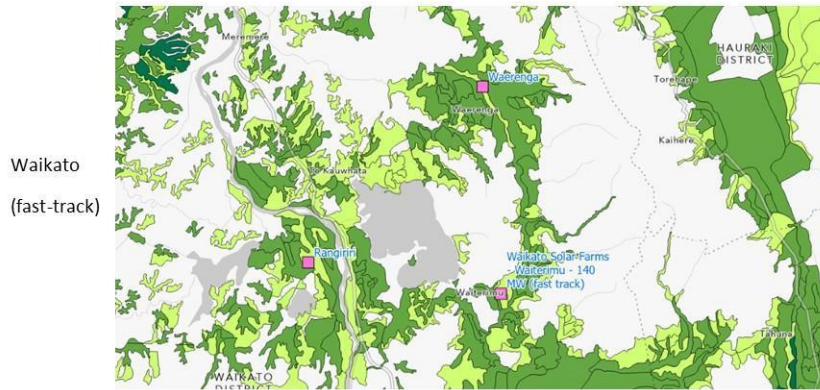 Waikato
(fast-track)
Meremere
HAURAKI
DISTRICT
Torehape
Waerenga
Waerenga
Kaihere
Te Kauwhata
Rangiriri
Waikato Solar Farms
- Waiterimu - 140
MW (fast track)
Waiterimu
Tahuna
WAIKATO
DISTRICT